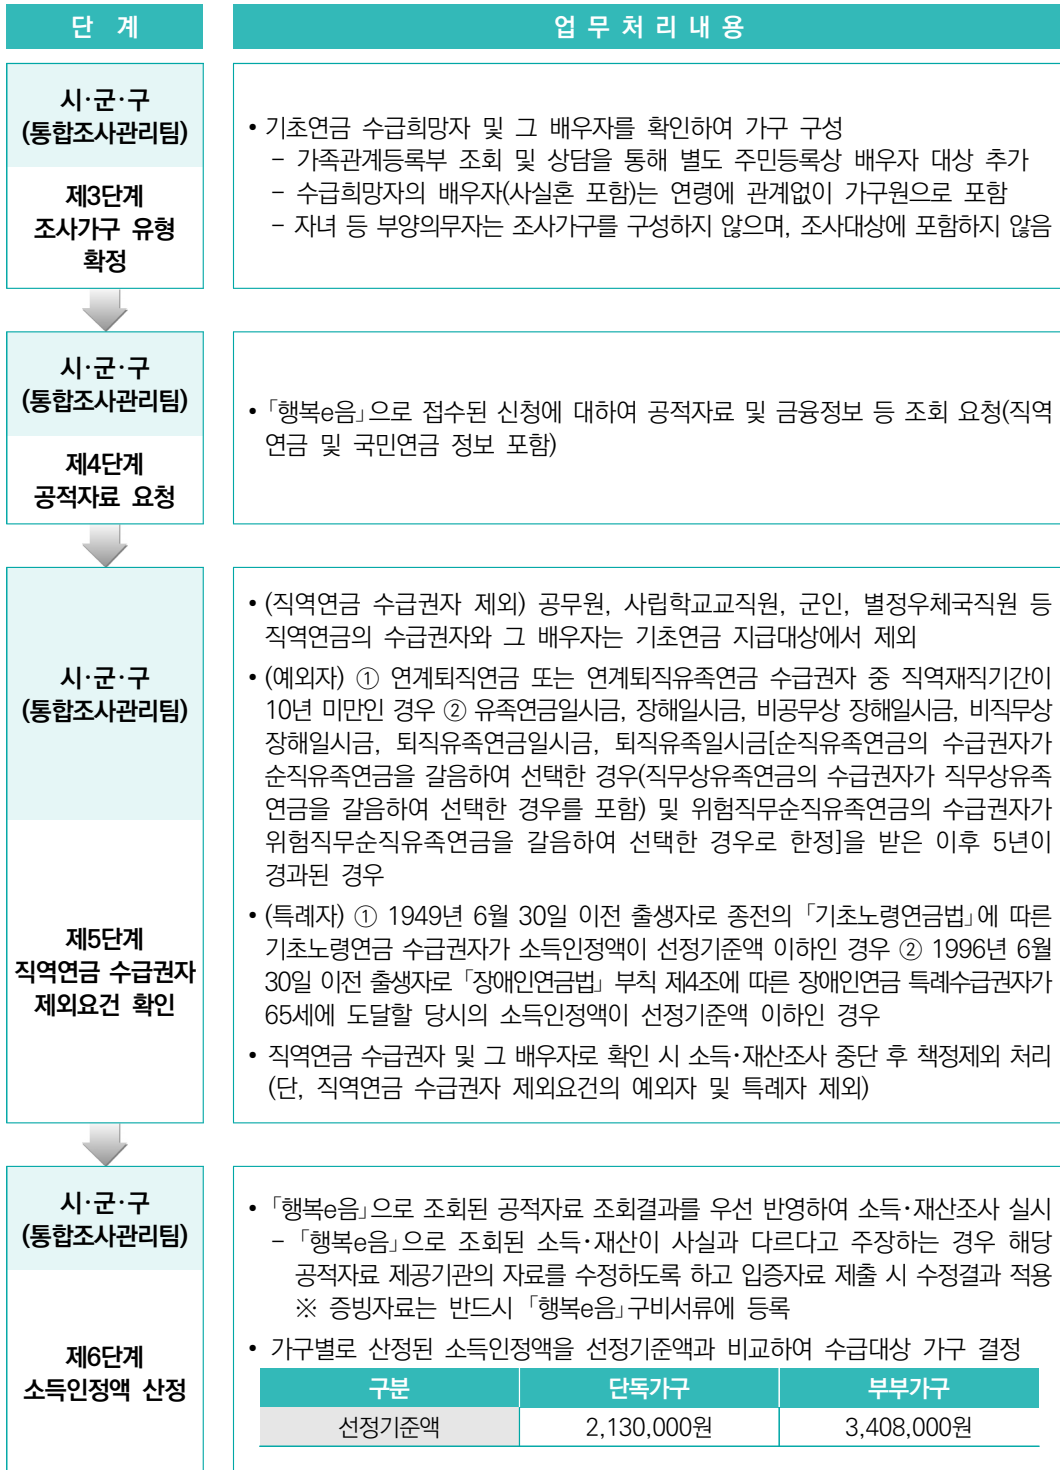 단 계
업 무 처 리 내 용
시·군·구
(통합조사관리팀)
제3단계
조사가구 유형
확정
• 기초연금 수급희망자 및 그 배우자를 확인하여 가구 구성
– 가족관계등록부 조회 및 상담을 통해 별도 주민등록상 배우자 대상 추가
– 수급희망자의 배우자(사실혼 포함)는 연령에 관계없이 가구원으로 포함
– 자녀 등 부양의무자는 조사가구를 구성하지 않으며, 조사대상에 포함하지 않음
시·군·구
(통합조사관리팀)
제4단계
공적자료 요청
• 「행복e음」으로 접수된 신청에 대하여 공적자료 및 금융정보 등 조회 요청(직역
연금 및 국민연금 정보 포함)
시·군·구
(통합조사관리팀)
제5단계
직역연금 수급권자
제외요건 확인
• (직역연금 수급권자 제외) 공무원, 사립학교교직원, 군인, 별정우체국직원 등
직역연금의 수급권자와 그 배우자는 기초연금 지급대상에서 제외
• (예외자) ① 연계퇴직연금 또는 연계퇴직유족연금 수급권자 중 직역재직기간이
10년 미만인 경우 ② 유족연금일시금, 장해일시금, 비공무상 장해일시금, 비직무상
장해일시금, 퇴직유족연금일시금, 퇴직유족일시금[순직유족연금의 수급권자가
순직유족연금을 갈음하여 선택한 경우(직무상유족연금의 수급권자가 직무상유족
연금을 갈음하여 선택한 경우를 포함) 및 위험직무순직유족연금의 수급권자가
위험직무순직유족연금을 갈음하여 선택한 경우로 한정]을 받은 이후 5년이
경과된 경우
• (특례자) ① 1949년 6월 30일 이전 출생자로 종전의 「기초노령연금법」에 따른
기초노령연금 수급권자가 소득인정액이 선정기준액 이하인 경우 ② 1996년 6월
30일 이전 출생자로 「장애인연금법」 부칙 제4조에 따른 장애인연금 특례수급권자가
65세에 도달할 당시의 소득인정액이 선정기준액 이하인 경우
• 직역연금 수급권자 및 그 배우자로 확인 시 소득·재산조사 중단 후 책정제외 처리
(단, 직역연금 수급권자 제외요건의 예외자 및 특례자 제외)
시·군·구
(통합조사관리팀)
제6단계
소득인정액 산정
• 「행복e음」으로 조회된 공적자료 조회결과를 우선 반영하여 소득·재산조사 실시
– 「행복e음」으로 조회된 소득·재산이 사실과 다르다고 주장하는 경우 해당
공적자료 제공기관의 자료를 수정하도록 하고 입증자료 제출 시 수정결과 적용
※ 증빙자료는 반드시 「행복e음」구비서류에 등록
• 가구별로 산정된 소득인정액을 선정기준액과 비교하여 수급대상 가구 결정
구분 단독가구 부부가구
선정기준액 2,130,000원 3,408,000원